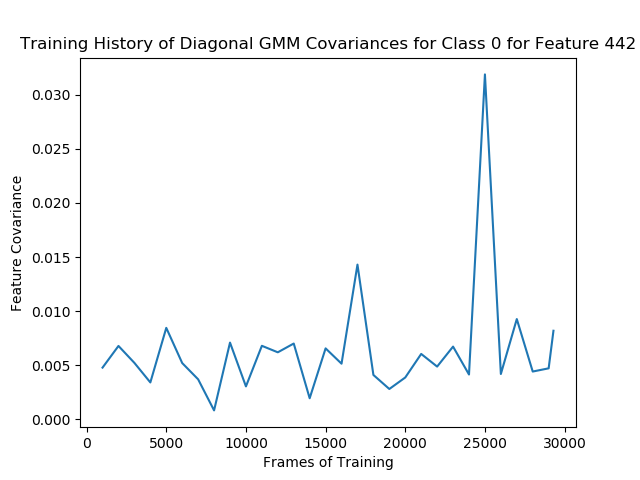 Training History of Diagonal GMM Covariances for Class 0 for Feature 442
0.030
0.025
0.020
0.015
0.010
0.005
0.000
Feature Covariance
0 5000 10000 15000 20000 25000 30000
Frames of Training